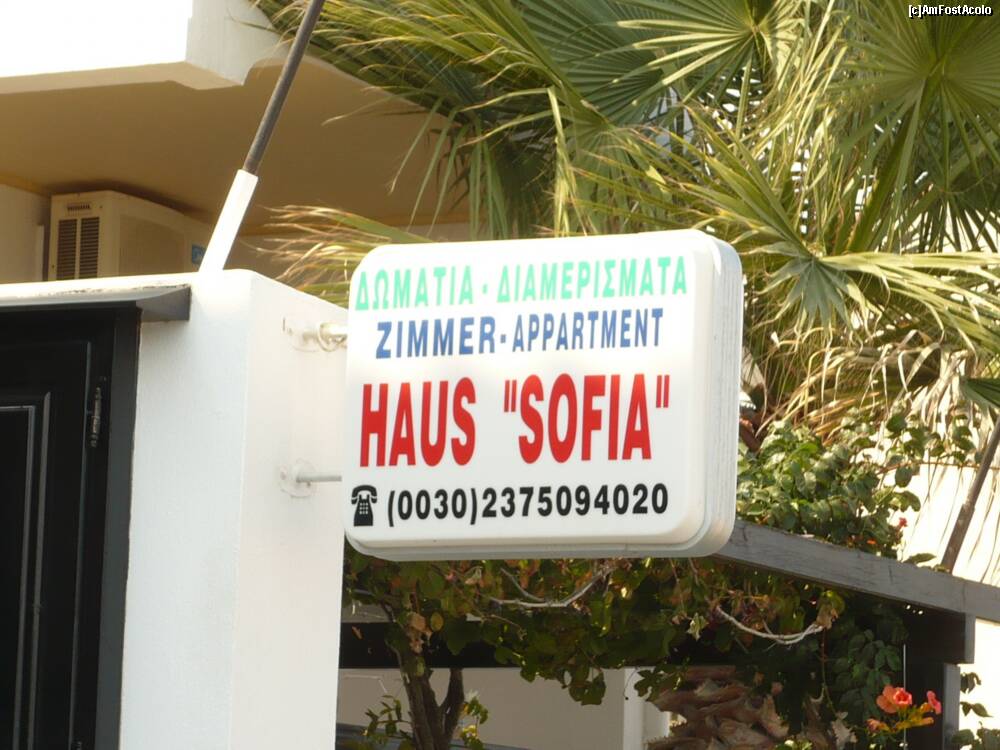 [c]AmFostAcolo
ΔΩΜΑΤΙΑ - ΔΙΑΜΕΡΙΣΜΑΤΑ
ZIMMER - APPARTMENT
HAUS "SOFIA"
(0030)2375094020